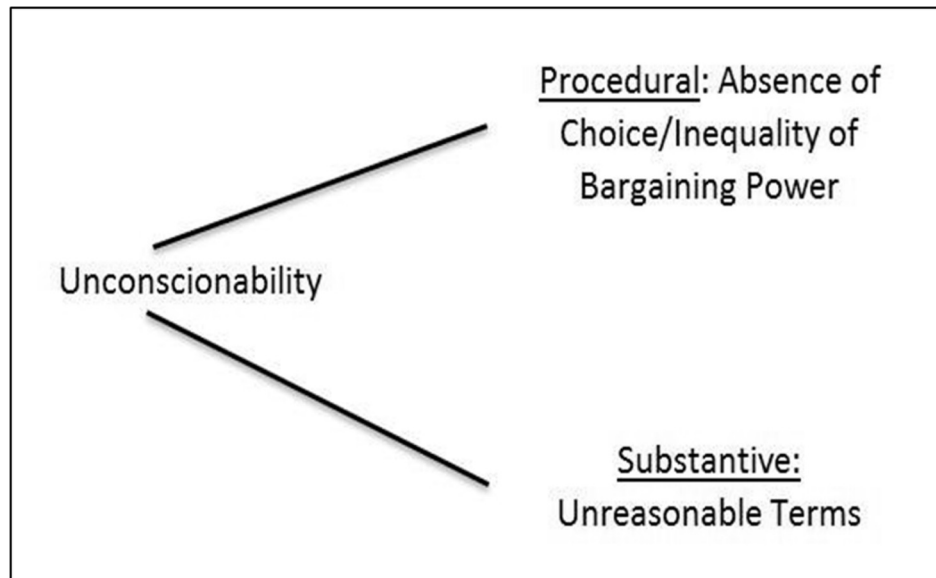 Procedural: Absence of
Choice/Inequality of
Bargaining Power
Unconscionability
Substantive:
Unreasonable Terms